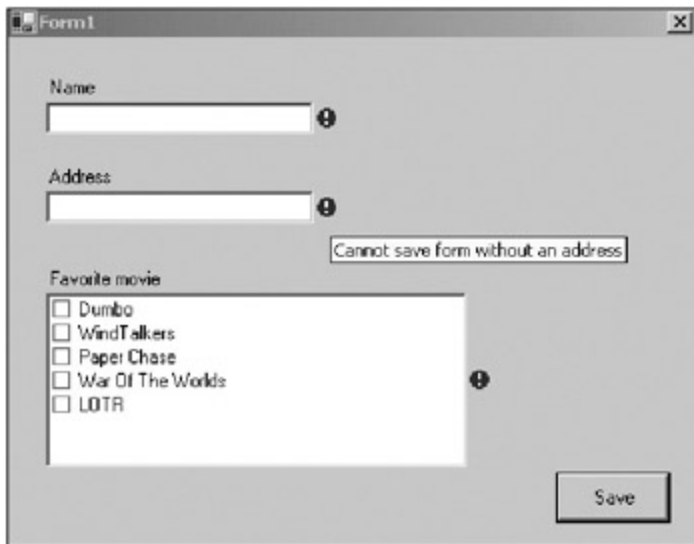 Form1
Name
Address
Cannot save form without an address
Favorite movie
Dumbo
WindTalkers
Paper Chase
War Of The Worlds
LOTR
Save